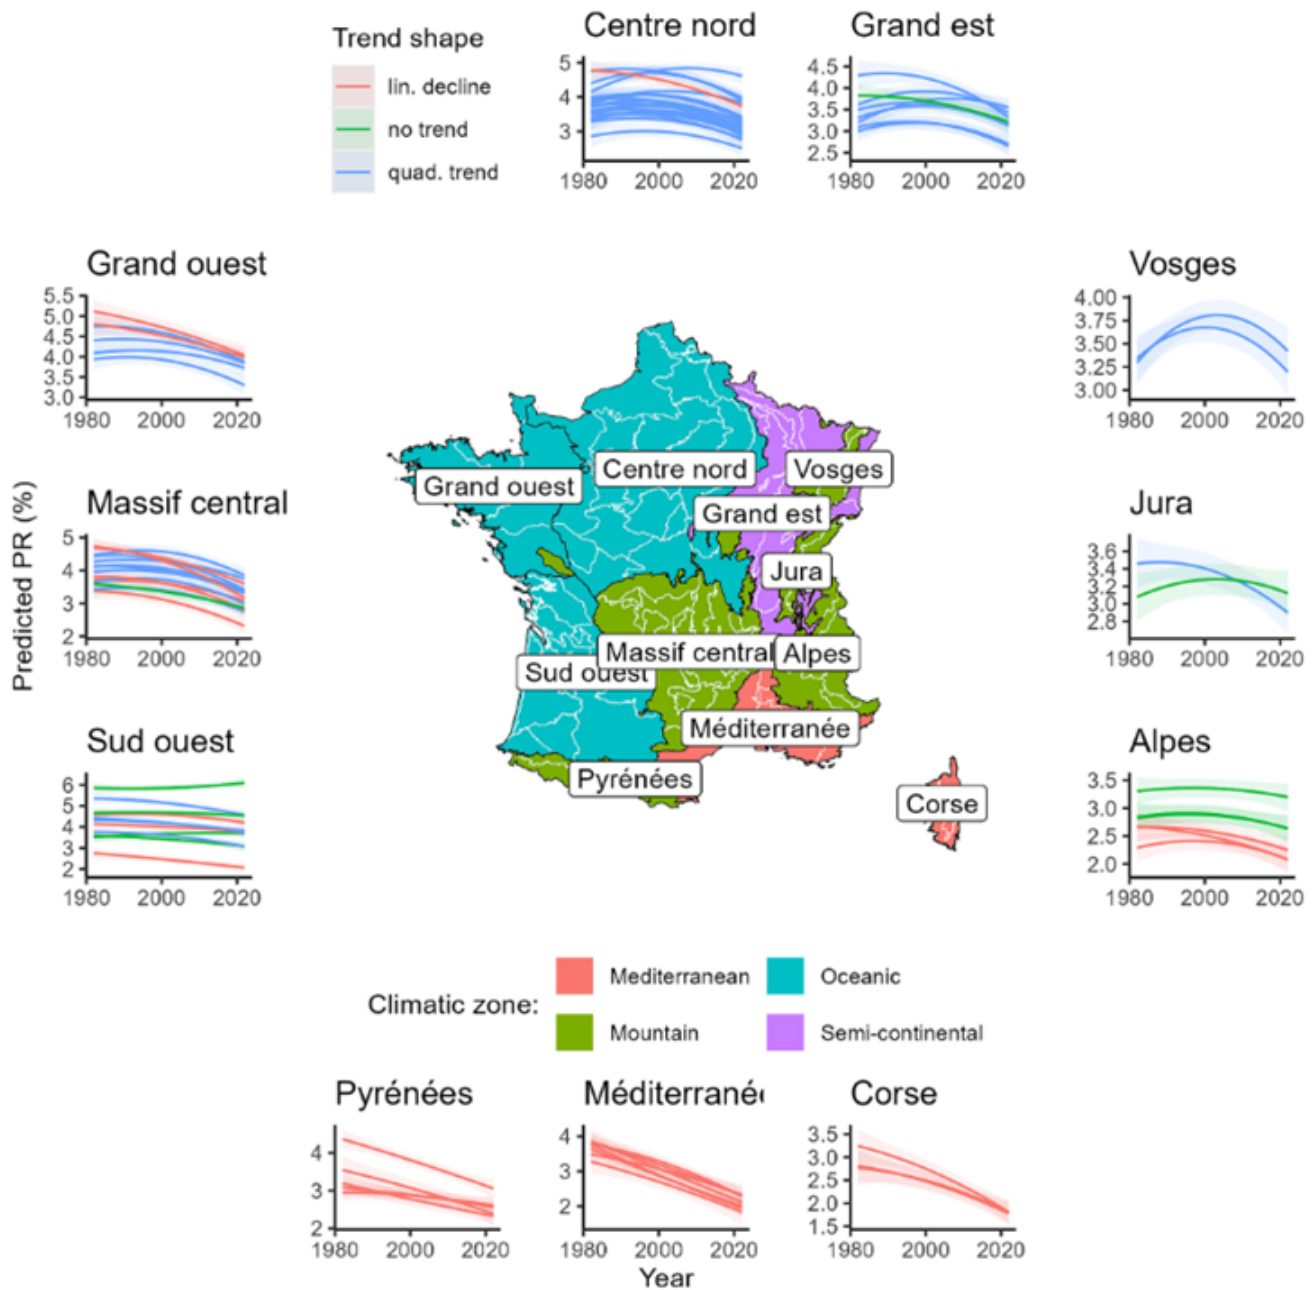 Trend shape
lin. decline
no trend
quad. trend
Centre nord
5
4
3
1980 2000 2020
Grand est
4.5
4.0
3.5
3.0
2.5
1980 2000 2020
Grand ouest
5.5
5.0
4.5
4.0
3.5
3.0
1980 2000 2020
Vosges
4.00
3.75
3.50
3.25
3.00
1980 2000 2020
Predicted PR (%)
Massif central
5
4
3
2
1980 2000 2020
Jura
3.6
3.4
3.2
3.0
2.8
1980 2000 2020
Sud ouest
6
5
4
3
2
1980 2000 2020
Alpes
3.5
3.0
2.5
2.0
1980 2000 2020
Grand ouest
Centre nord
Vosges
Grand est
Jura
Massif central
Alpes
Sud ouest
Méditerranée
Pyrénées
Corse
Climatic zone:
Mediterranean
Oceanic
Mountain
Semi-continental
Pyrénées
4
3
2
1980 2000 2020
Méditerrané
4
3
2
1980 2000 2020
Corse
3.5
3.0
2.5
2.0
1.5
1980 2000 2020
Year